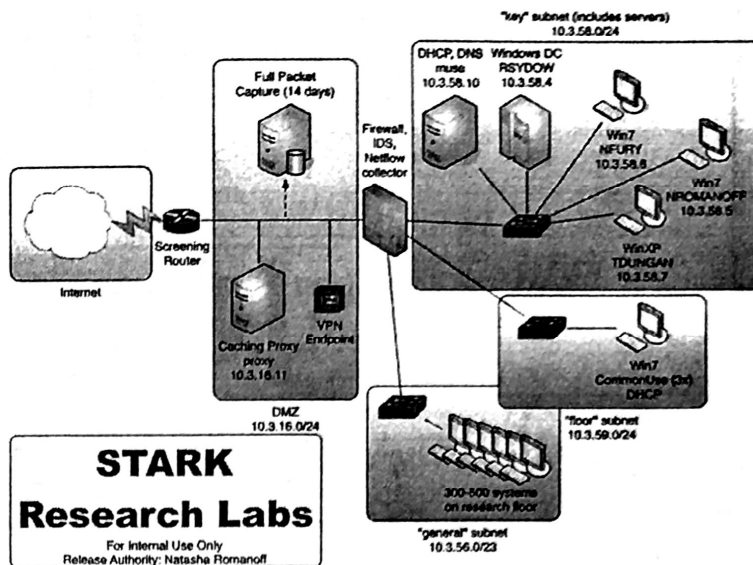 "key" subnet (includes servers)
10.3.58.0/24
DHCP, DNS
muse
10.3.58.10
Windows DC
RSYDOW
10.3.58.4
Win7
NFURY
10.3.58.6
Win7
NROMANOFF
10.3.58.5
WinXP
TDUNGAN
10.3.58.7
Full Packet
Capture (14 days)
Firewall,
IDS,
Netflow
collector
Screening
Router
Internet
Caching Proxy
proxy
10.3.16.11
VPN
Endpoint
DMZ
10.3.16.0/24
Win7
CommonUse (3x)
DHCP
"floor" subnet
10.3.59.0/24
300-500 systems
on research floor
"general" subnet
10.3.56.0/23
STARK
Research Labs
For Internal Use Only
Release Authority: Natasha Romanoff